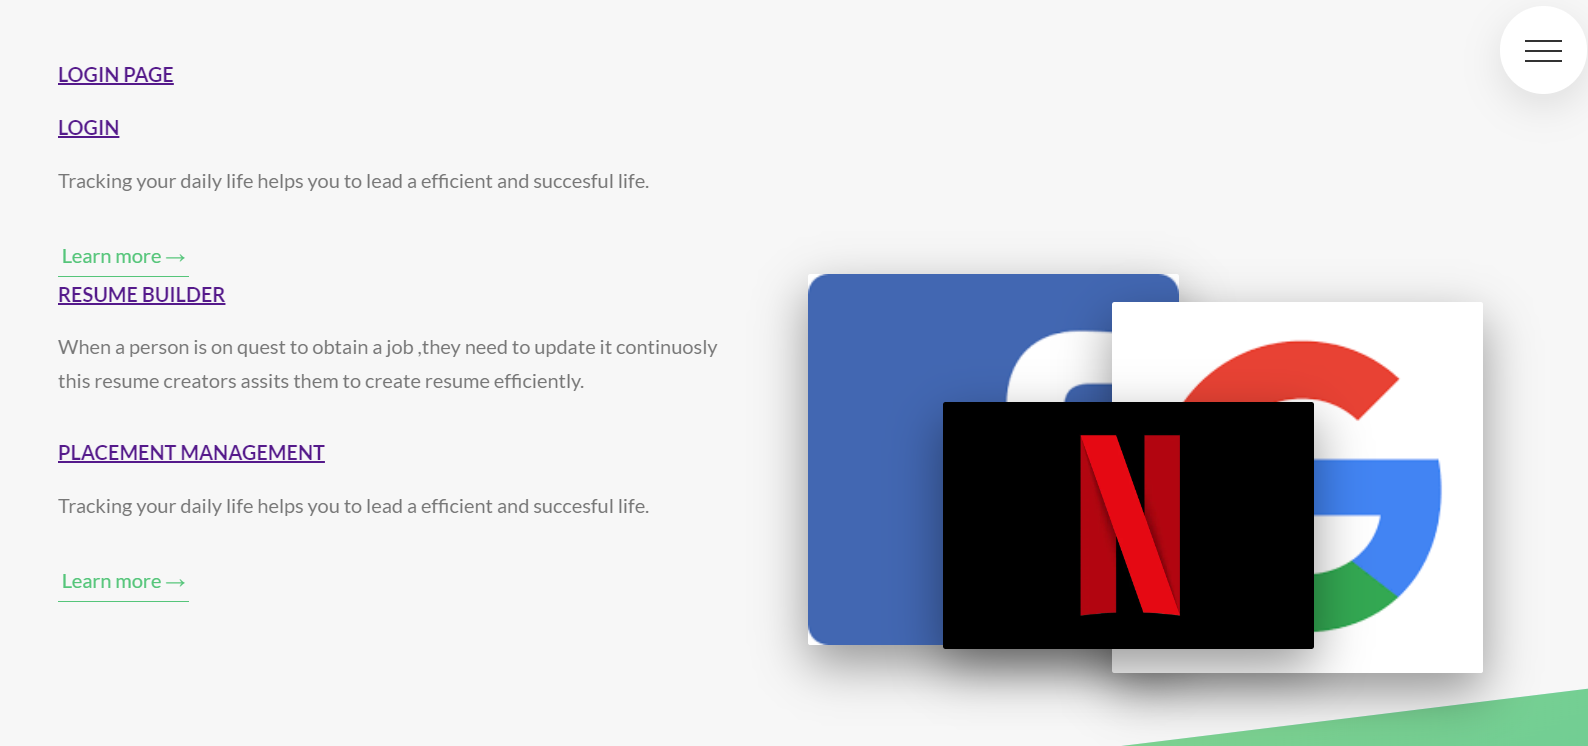 LOGIN PAGE
LOGIN
Tracking your daily life helps you to lead a efficient and succesful life.
Learn more →
RESUME BUILDER
When a person is on quest to obtain a job ,they need to update it continuosly
this resume creators assits them to create resume efficiently.
PLACEMENT MANAGEMENT
Tracking your daily life helps you to lead a efficient and succesful life.
Learn more →